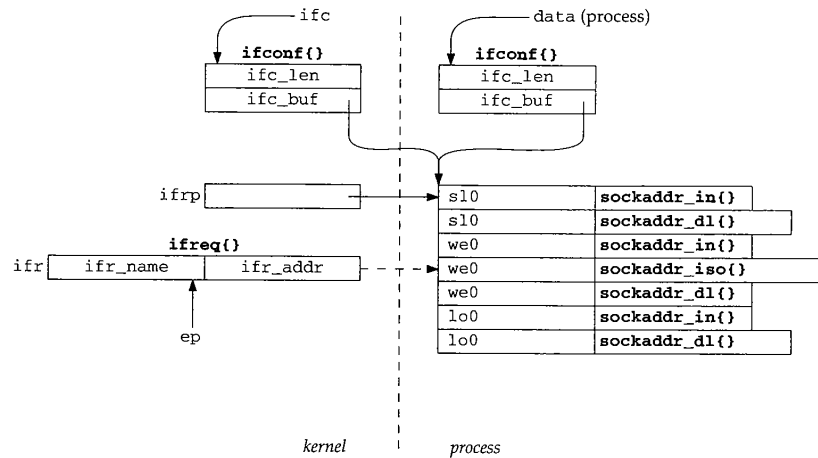 ifc
data (process)
ifconf{}
ifconf{}
ifc_len
ifc_len
ifc_buf
ifc_buf
ifrp
sl0 sockaddr_in{}
sl0 sockaddr_dl{}
ifreq{}
we0 sockaddr_in{}
ifr ifr_name ifr_addr
we0 sockaddr_iso{}
we0 sockaddr_dl{}
lo0 sockaddr_in{}
ep
lo0 sockaddr_dl{}
kernel
process